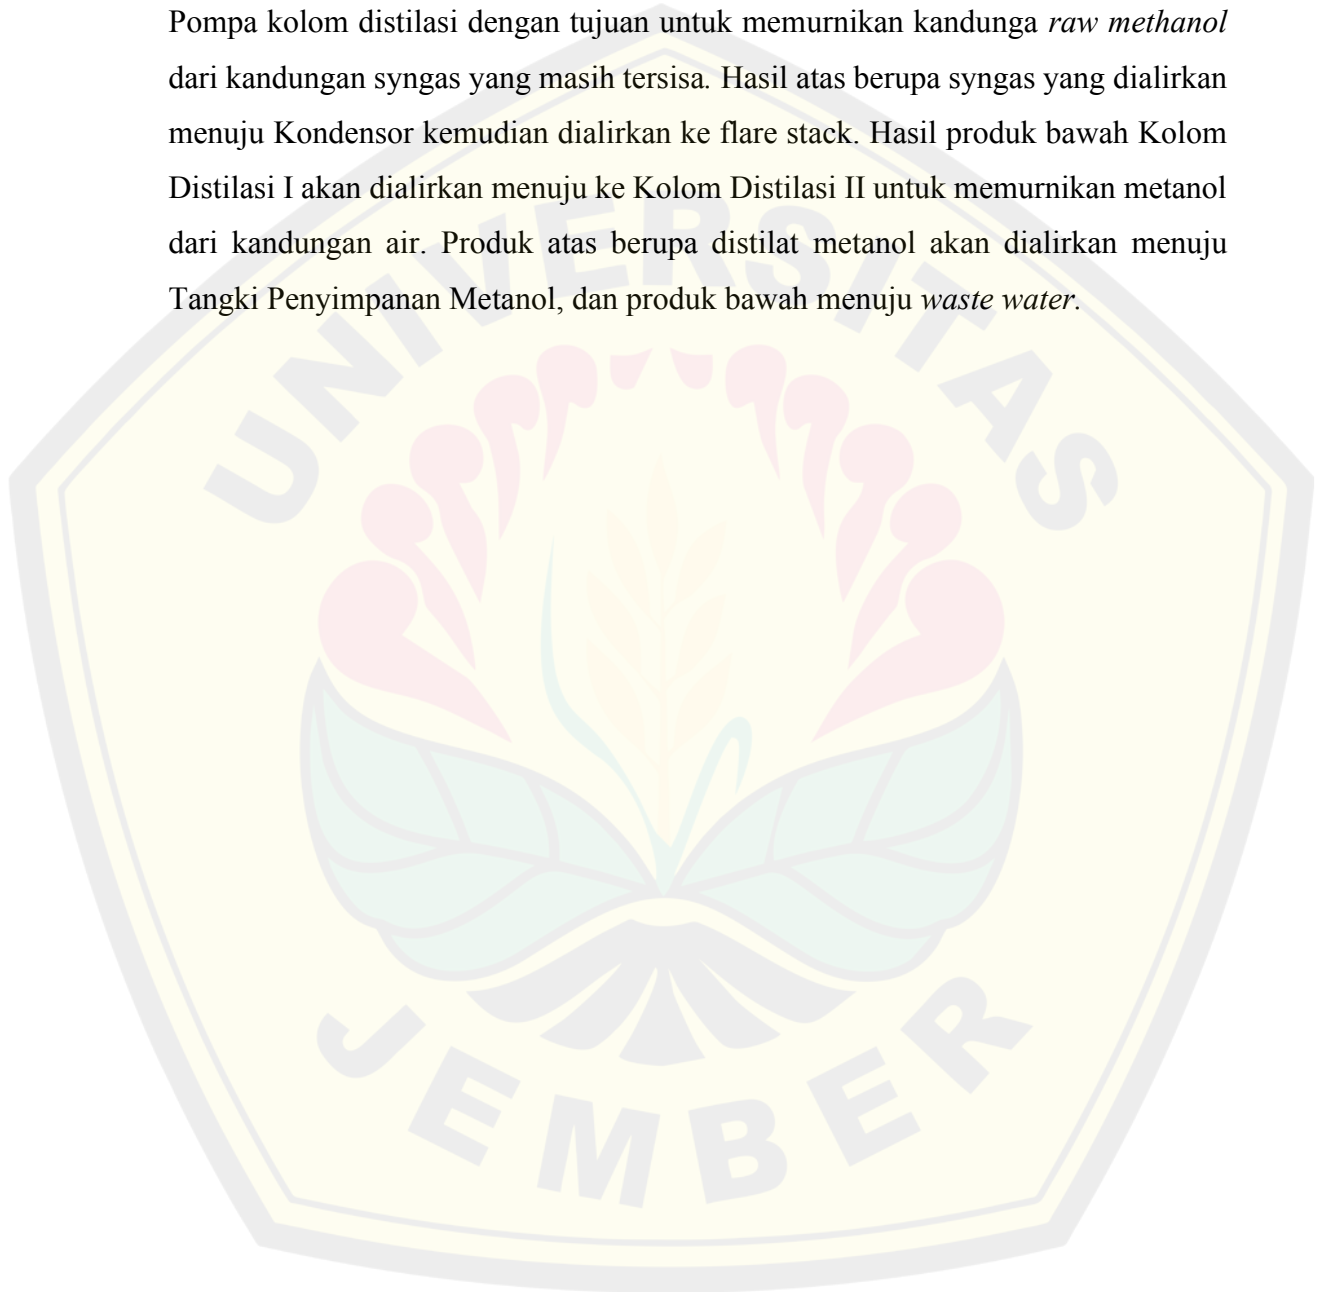 Pompa kolom distilasi dengan tujuan untuk memurnikan kandunga raw methanol
dari kandungan syngas yang masih tersisa. Hasil atas berupa syngas yang dialirkan
menuju Kondensor kemudian dialirkan ke flare stack. Hasil produk bawah Kolom
Distilasi I akan dialirkan menuju ke Kolom Distilasi II untuk memurnikan metanol
dari kandungan air. Produk atas berupa distilat metanol akan dialirkan menuju
Tangki Penyimpanan Metanol, dan produk bawah menuju waste water.
UNIVERSITAS
JEMBER